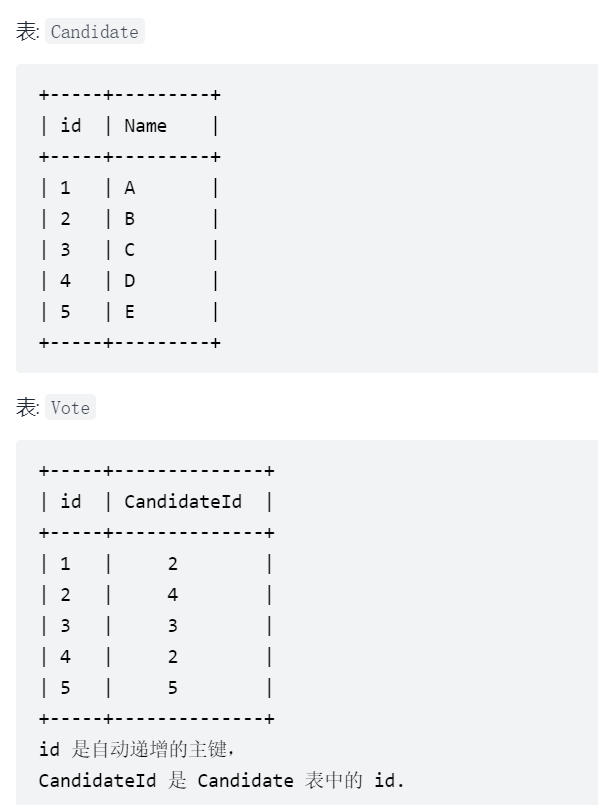 表: Candidate
+-----+---------+
| id  | Name    |
+-----+---------+
| 1   | A       |
| 2   | B       |
| 3   | C       |
| 4   | D       |
| 5   | E       |
+-----+---------+
表: Vote
+-----+--------------+
| id  | CandidateId  |
+-----+--------------+
| 1   |     2        |
| 2   |     4        |
| 3   |     3        |
| 4   |     2        |
| 5   |     5        |
+-----+--------------+
id 是自动递增的主键，
CandidateId 是 Candidate 表中的 id.